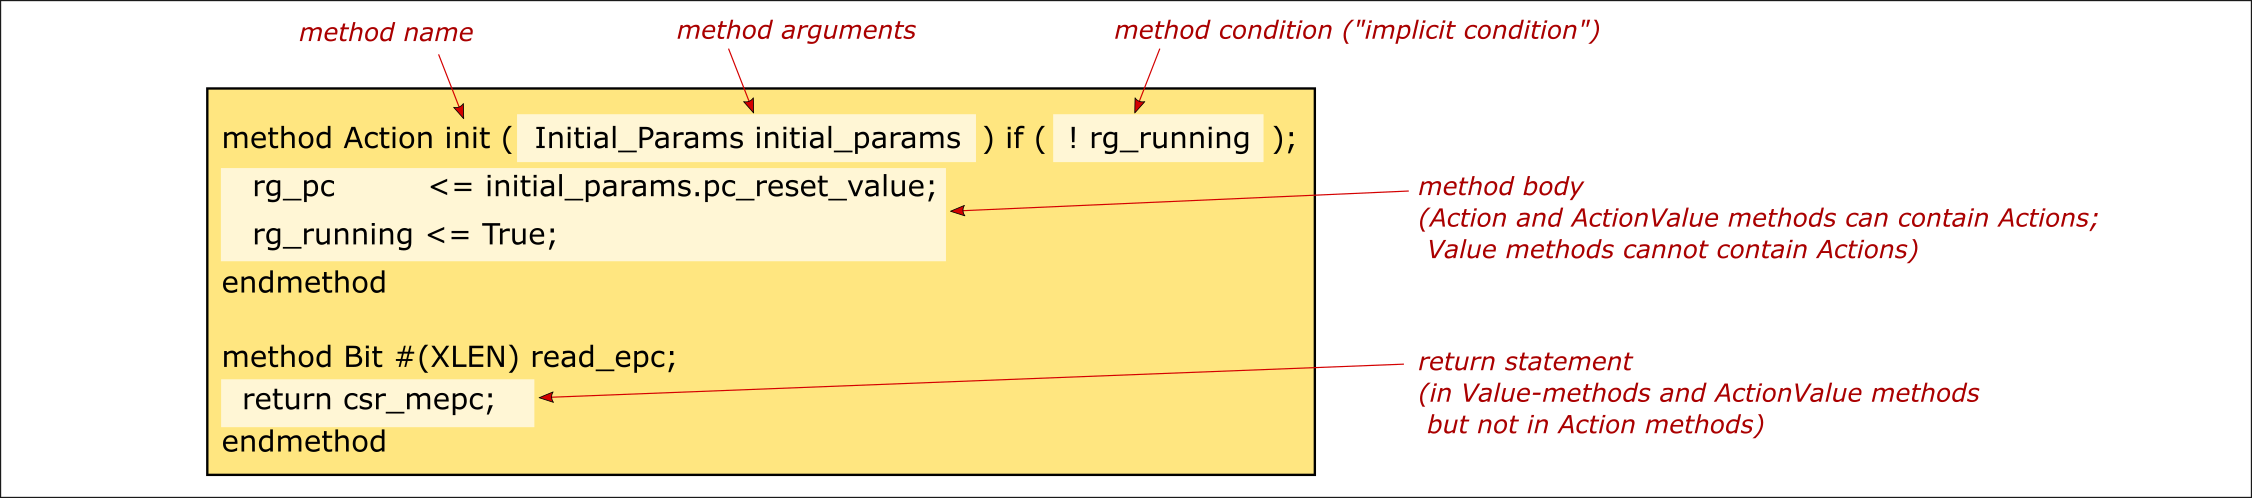 method name
method arguments
method condition ("implicit condition")
method Action init ( Initial_Params initial_params ) if ( ! rg_running );
rg_pc <= initial_params.pc_reset_value;
rg_running <= True;
endmethod
method body
(Action and ActionValue methods can contain Actions;
Value methods cannot contain Actions)
method Bit #(XLEN) read_epc;
return csr_mepc;
endmethod
return statement
(in Value-methods and ActionValue methods
but not in Action methods)